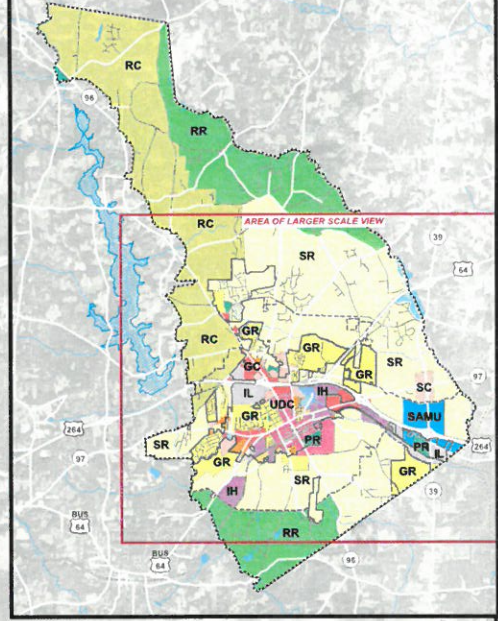 RC
96
RR
RC
AREA OF LARGER SCALE VIEW
39
64
SR
GR
RC
GR
SR
GC
GR
97
IL
IH
SC
UDC
SAMU
GR
264
PR
PR
IL
264
SR
97
GR
SR
GR
IH
39
BUS
64
RR
BUS
64
96